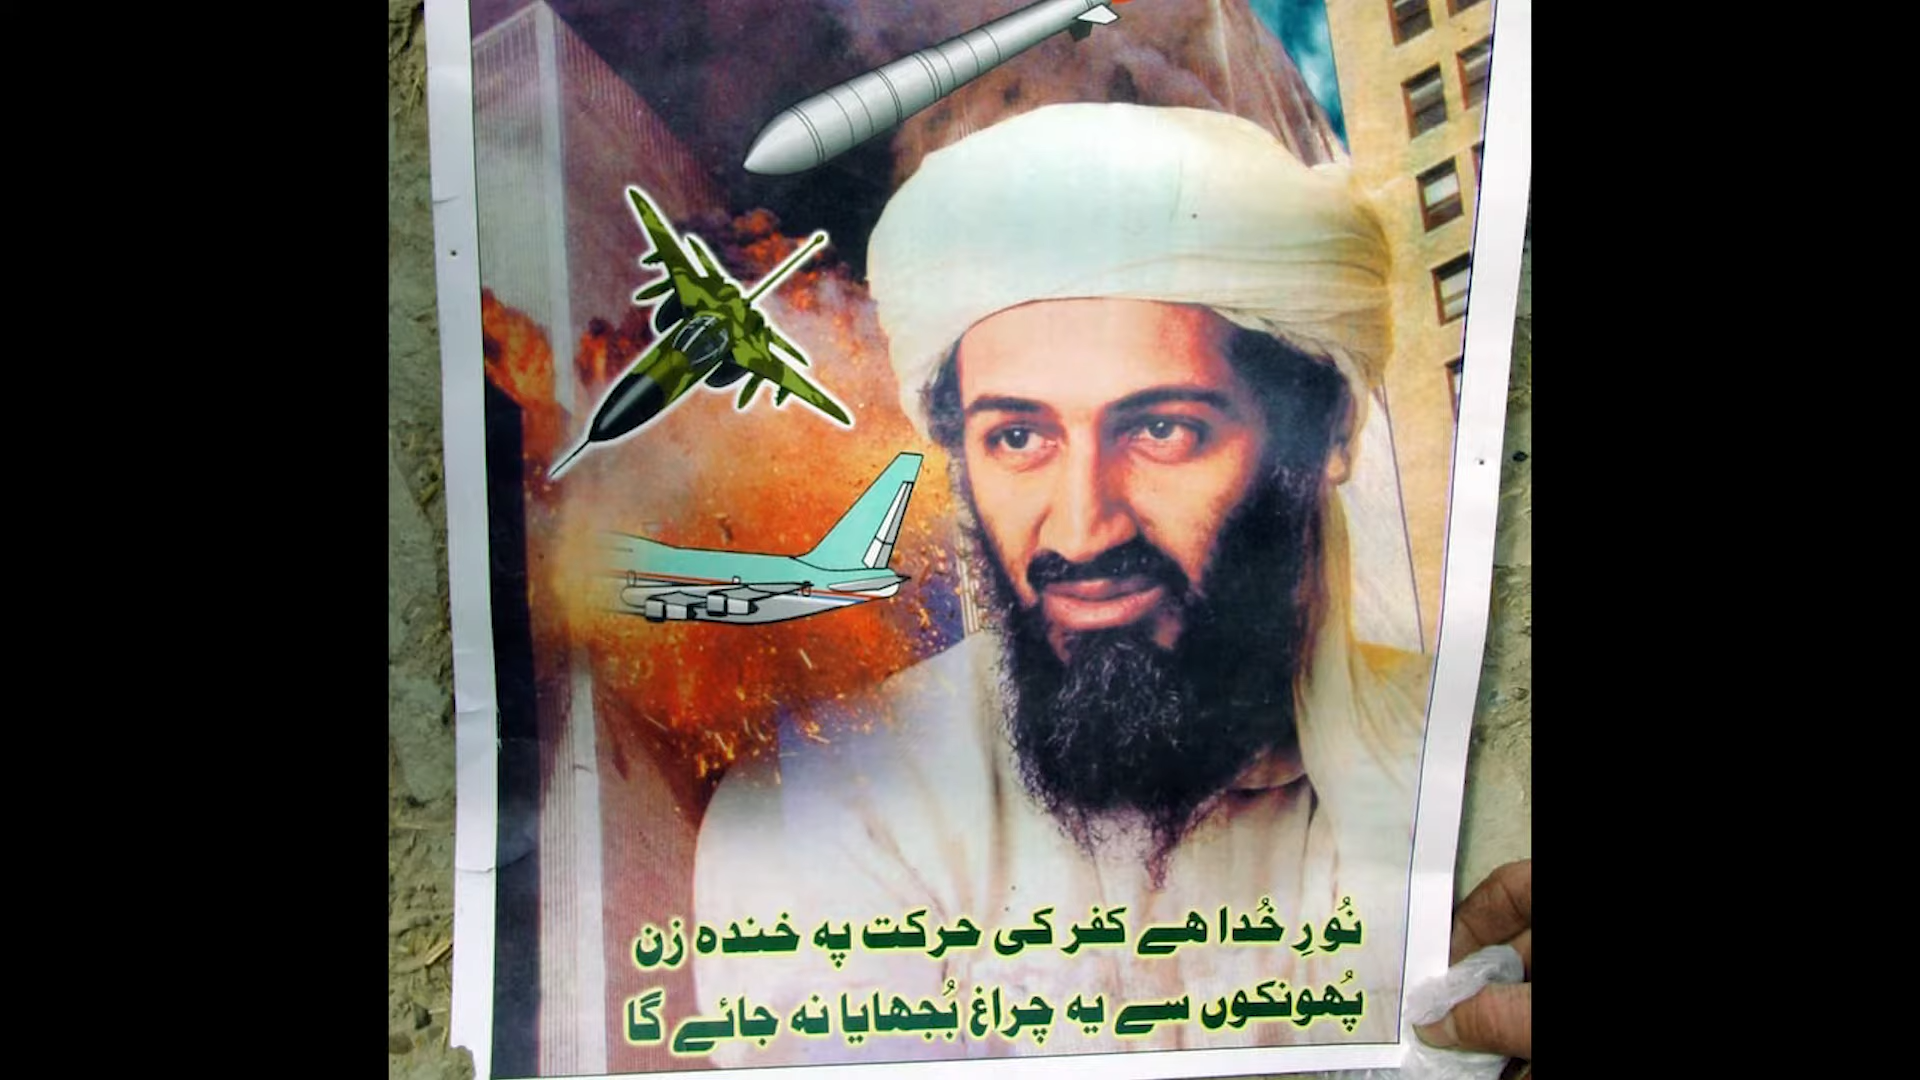 نُورِ خُدا ھے کفر کی حرکت پہ خندہ زن
پُھونکوں سے یہ چراغ بُجھایا نہ جائے گا